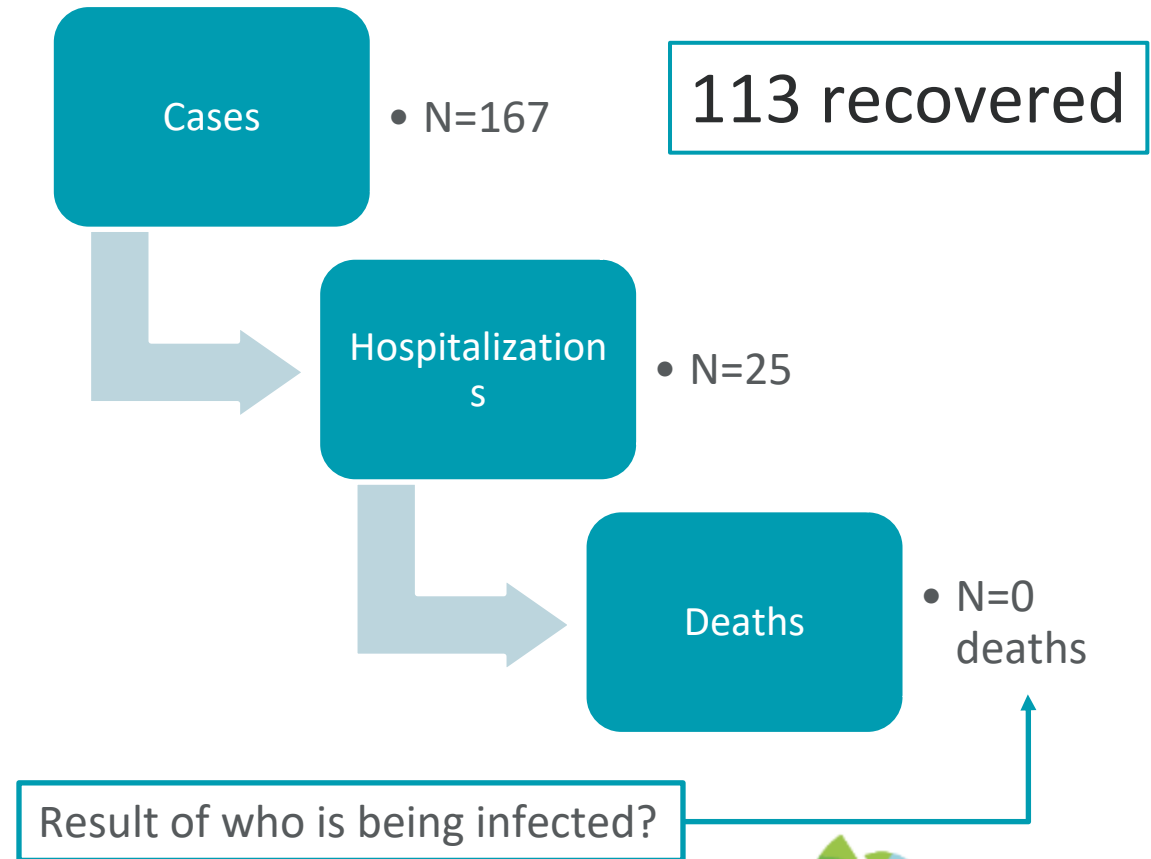 Cases
• N=167
113 recovered
Hospitalization
s
• N=25
Deaths
• N=0
deaths
Result of who is being infected?